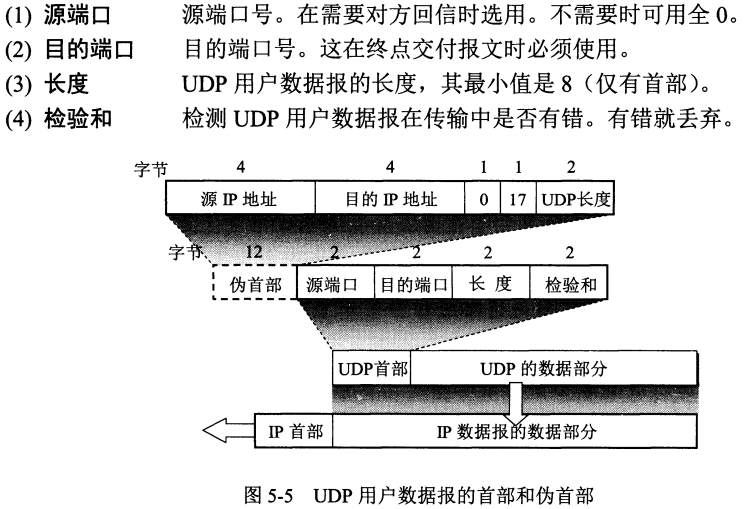 (1) 源端口 源端口号。在需要对方回信时选用。不需要时可用全 0。
(2) 目的端口 目的端口号。这在终点交付报文时必须使用。
(3) 长度 UDP 用户数据报的长度，其最小值是 8（仅有首部）。
(4) 检验和 检测 UDP 用户数据报在传输中是否有错。有错就丢弃。
字节 4 4 1 1 2
源 IP 地址 目的 IP 地址 0 17 UDP长度
字节 12 2 2 2 2
伪首部 源端口 目的端口 长 度 检验和
UDP首部 UDP 的数据部分
IP 首部 IP 数据报的数据部分
图 5-5 UDP 用户数据报的首部和伪首部